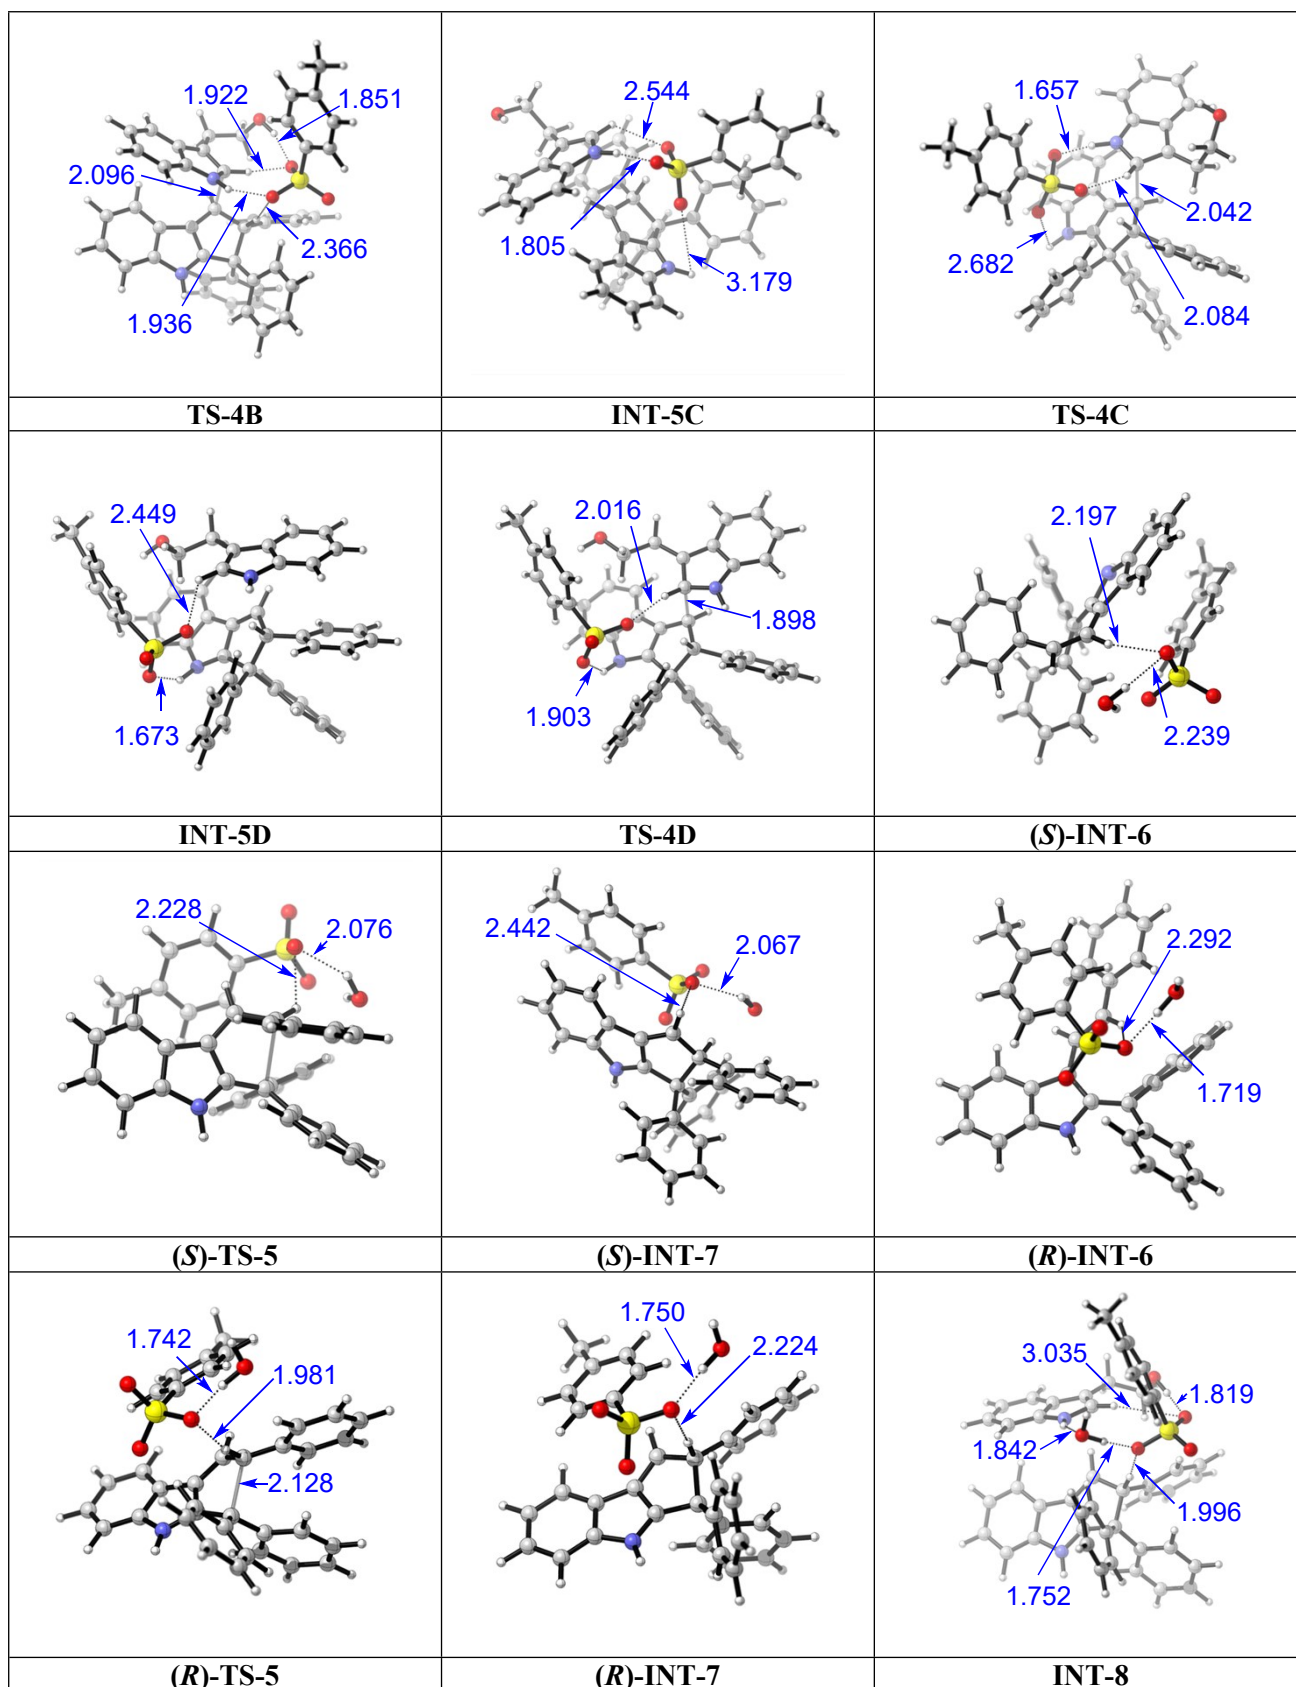 1.922
1.851
2.096
2.366
1.936
2.544
1.805
3.179
1.657
2.042
2.682
2.084
TS-4B
INT-5C
TS-4C
2.449
1.673
2.016
1.898
1.903
2.197
2.239
INT-5D
TS-4D
(S)-INT-6
2.228
2.076
2.442
2.067
2.292
1.719
(S)-TS-5
(S)-INT-7
(R)-INT-6
1.742
1.981
2.128
1.750
2.224
3.035
1.819
1.842
1.996
1.752
(R)-TS-5
(R)-INT-7
INT-8